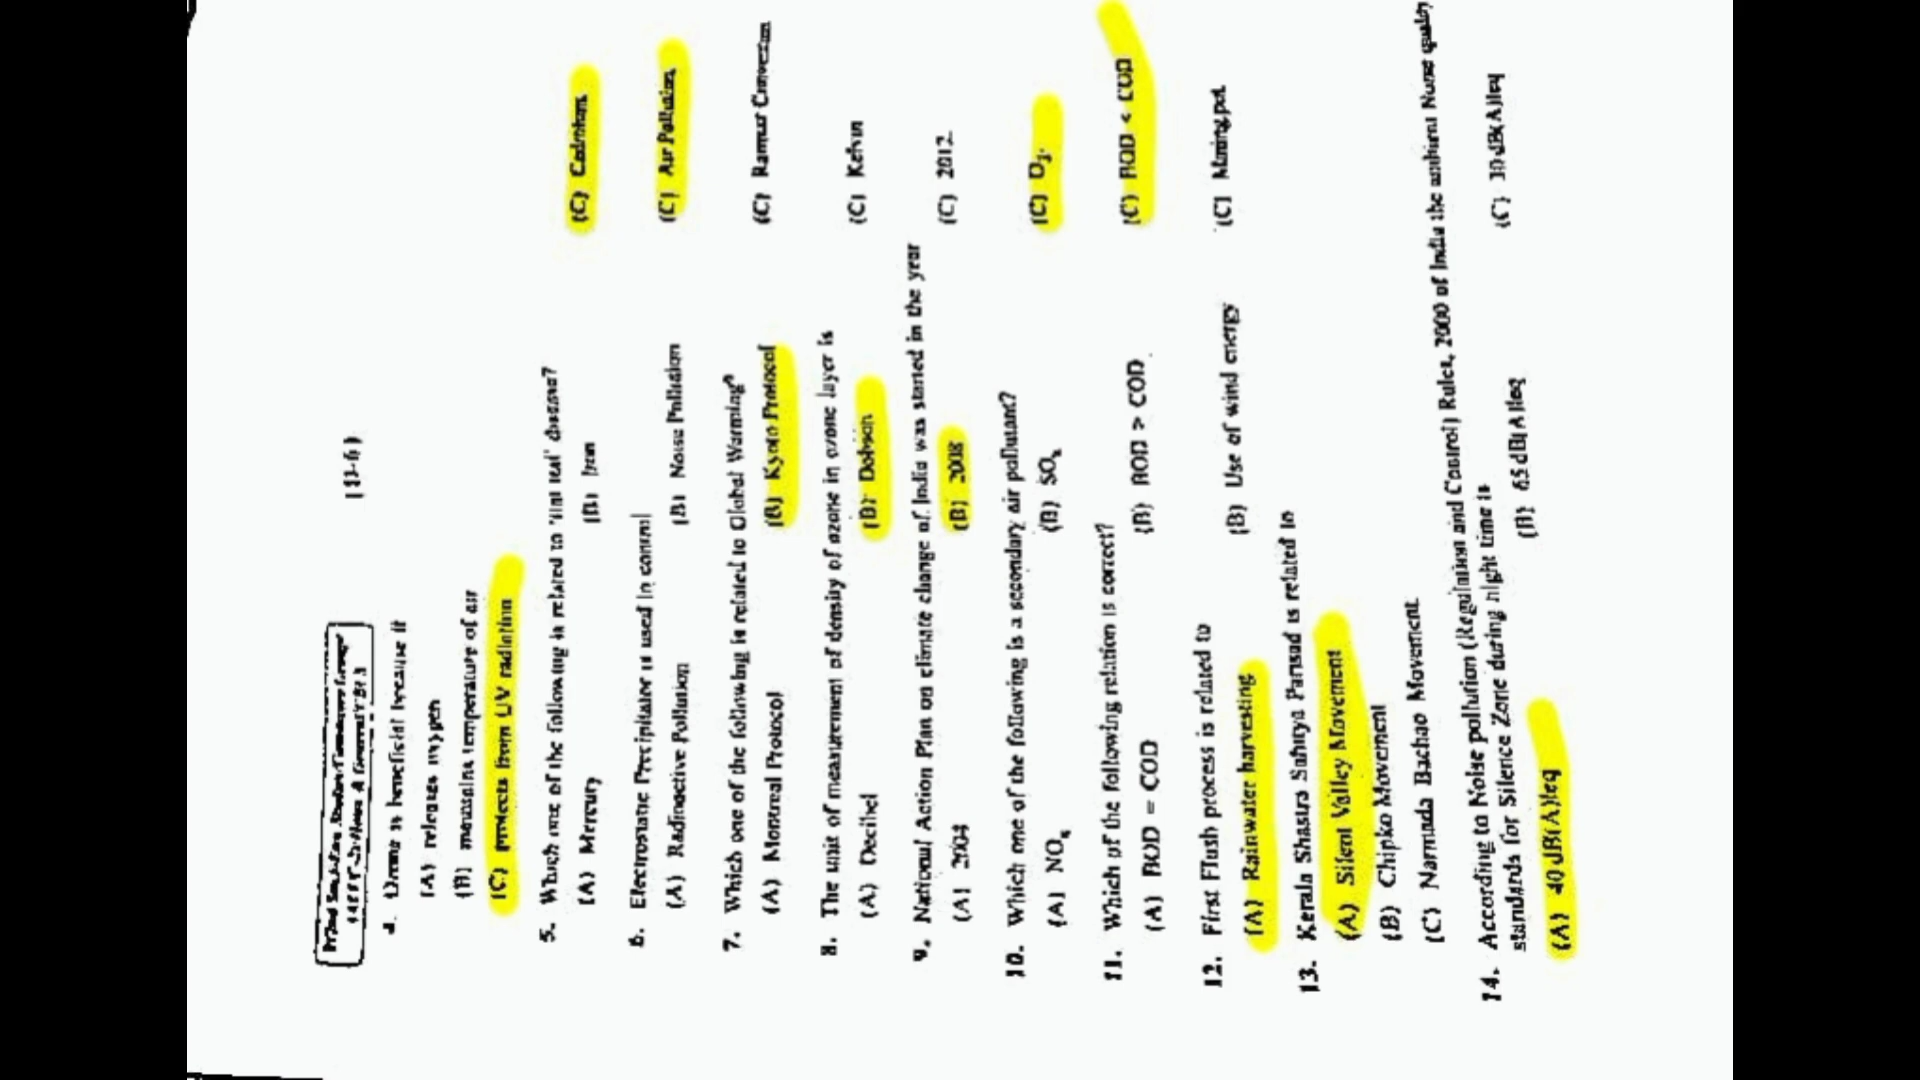 [13-6]
4. Ozone is beneficial because it
(A) releases oxygen
(B) maintains temperature of air
(C) protects from UV radiation
5. Which one of the following is related to 'itai itai' disease?
(A) Mercury (B) Iron (C) Cadmium
6. Electrostatic Precipitator is used in control
(A) Radioactive Pollution (B) Noise Pollution (C) Air Pollution
7. Which one of the following is related to Global Warming?
(A) Montreal Protocol (B) Kyoto Protocol (C) Ramsar Convention
8. The unit of measurement of density of ozone in ozone layer is
(A) Decibel (B) Dobson (C) Kelvin
9. National Action Plan on climate change of India was started in the year
(A) 2004 (B) 2008 (C) 2012
10. Which one of the following is a secondary air pollutant?
(A) NOx (B) SOx (C) O3.
11. Which of the following relation is correct?
(A) BOD = COD (B) BOD > COD (C) BOD < COD
12. First Flush process is related to
(A) Rainwater harvesting (B) Use of wind energy (C)
13. Kerala Shastra Sahitya Parisad is related to
(A) Silent Valley Movement
(B) Chipko Movement
(C) Narmada Bachao Movement
14. According to Noise pollution (Regulation and Control) Rules, 2000 of India the ambient Noise quality
standards for Silence Zone during night time is
(A) 40 dB(A)leq (B) 65 dB(A)leq (C) dB(A)leq